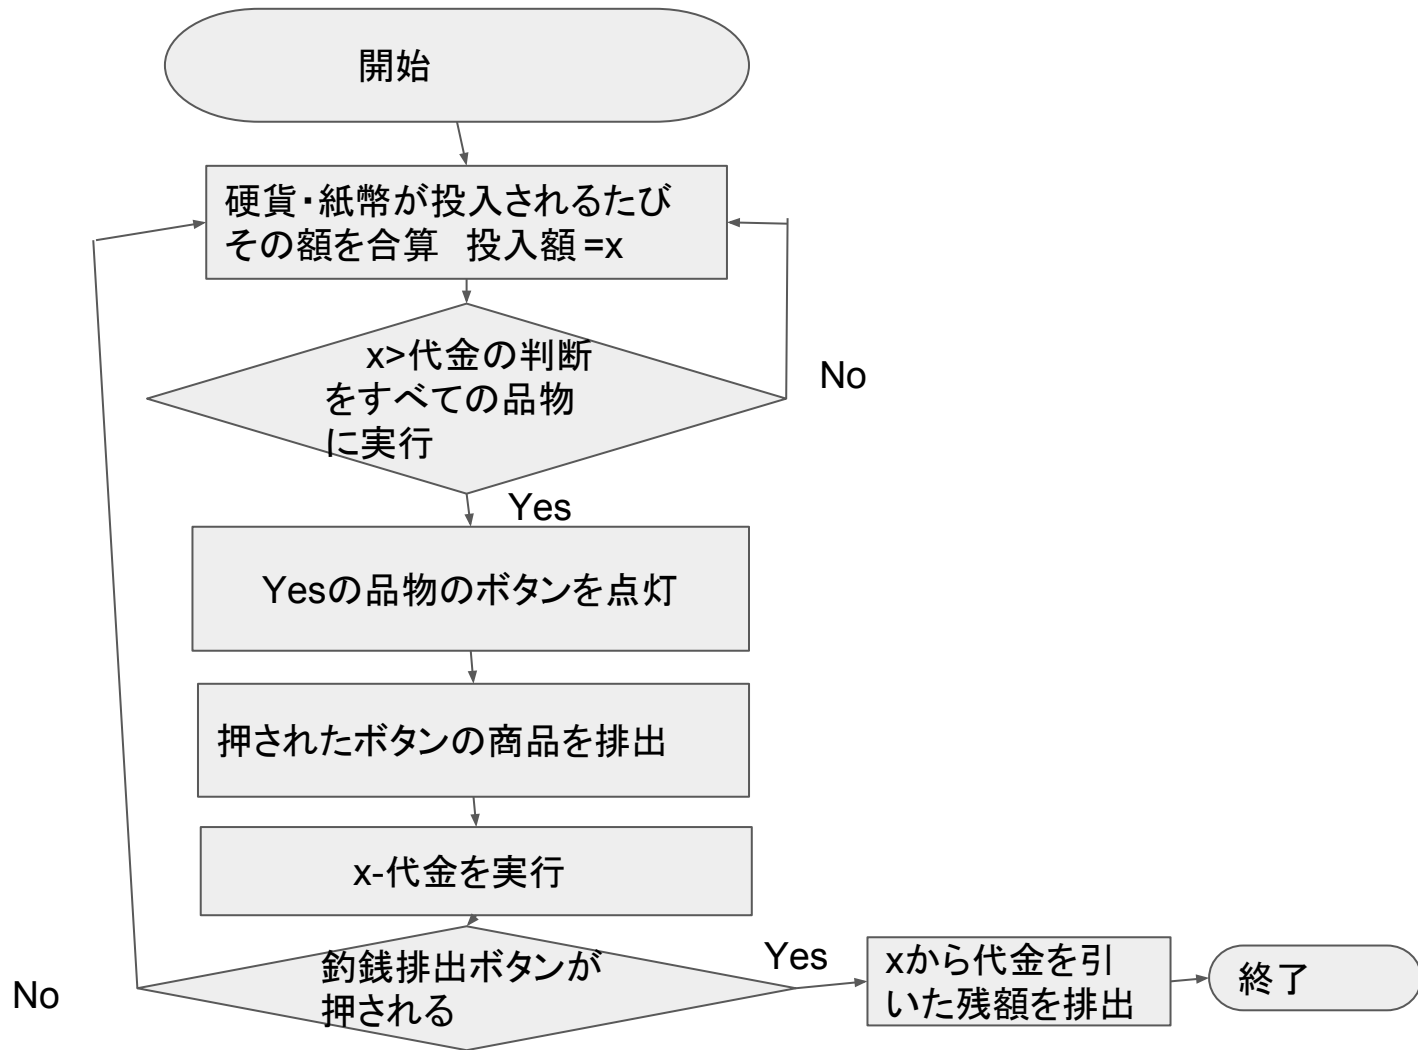 開始
硬貨・紙幣が投入されるたび
その額を合算　投入額=x
x>代金の判断
をすべての品物
に実行
No
Yes
Yesの品物のボタンを点灯
押されたボタンの商品を排出
x-代金を実行
釣銭排出ボタンが
押される
Yes
No
xから代金を引
いた残額を排出
終了